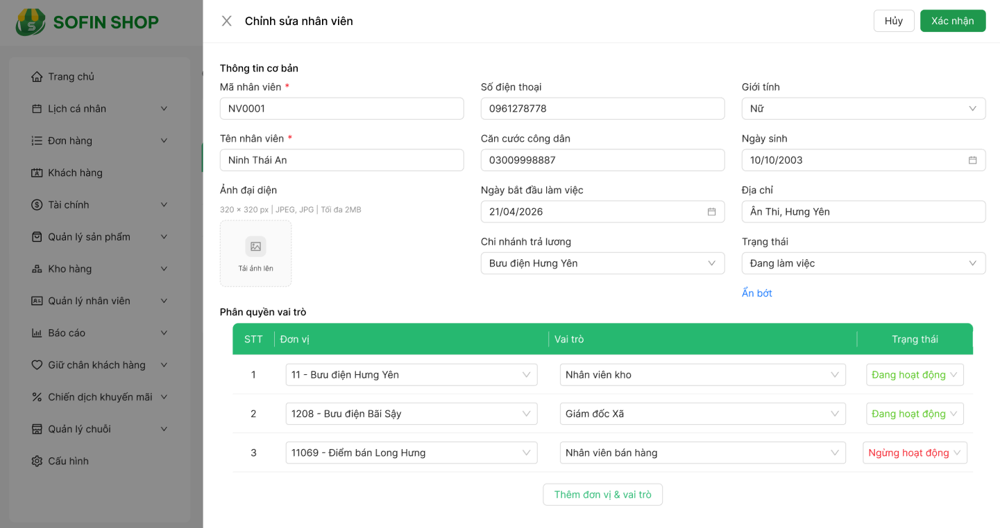 SOFIN SHOP
Trang chủ
Lịch cá nhân
Đơn hàng
Khách hàng
Tài chính
Quản lý sản phẩm
Kho hàng
Quản lý nhân viên
Báo cáo
Giữ chân khách hàng
Chiến dịch khuyến mãi
Quản lý chuỗi
Cấu hình
Chỉnh sửa nhân viên
Hủy
Xác nhận
Thông tin cơ bản
Mã nhân viên *
NV0001
Số điện thoại
0961278778
Giới tính
Nữ
Tên nhân viên *
Ninh Thái An
Căn cước công dân
03009998887
Ngày sinh
10/10/2003
Ảnh đại diện
320 × 320 px | JPEG, JPG | Tối đa 2MB
Tải ảnh lên
Ngày bắt đầu làm việc
21/04/2026
Địa chỉ
Ân Thi, Hưng Yên
Chi nhánh trả lương
Bưu điện Hưng Yên
Trạng thái
Đang làm việc
Ẩn bớt
Phân quyền vai trò
STT Đơn vị Vai trò Trạng thái
1 11 - Bưu điện Hưng Yên Nhân viên kho Đang hoạt động
2 1208 - Bưu điện Bãi Sậy Giám đốc Xã Đang hoạt động
3 11069 - Điểm bán Long Hưng Nhân viên bán hàng Ngừng hoạt động
Thêm đơn vị & vai trò